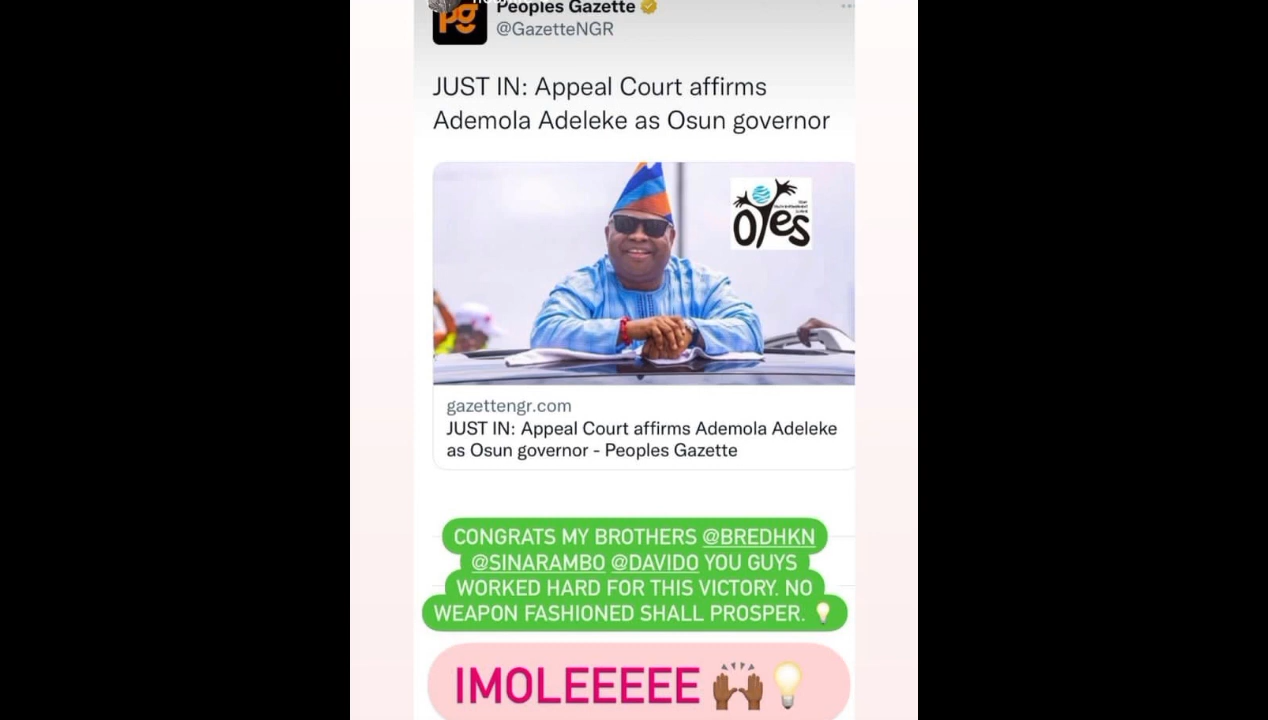 Peoples Gazette
@GazetteNGR
JUST IN: Appeal Court affirms
Ademola Adeleke as Osun governor
oyes
gazettengr.com
JUST IN: Appeal Court affirms Ademola Adeleke
as Osun governor - Peoples Gazette
CONGRATS MY BROTHERS @BREDHKN
@SINARAMBO @DAVIDO YOU GUYS
WORKED HARD FOR THIS VICTORY. NO
WEAPON FASHIONED SHALL PROSPER. 💡
IMOLEEEEE 🙌🏾💡